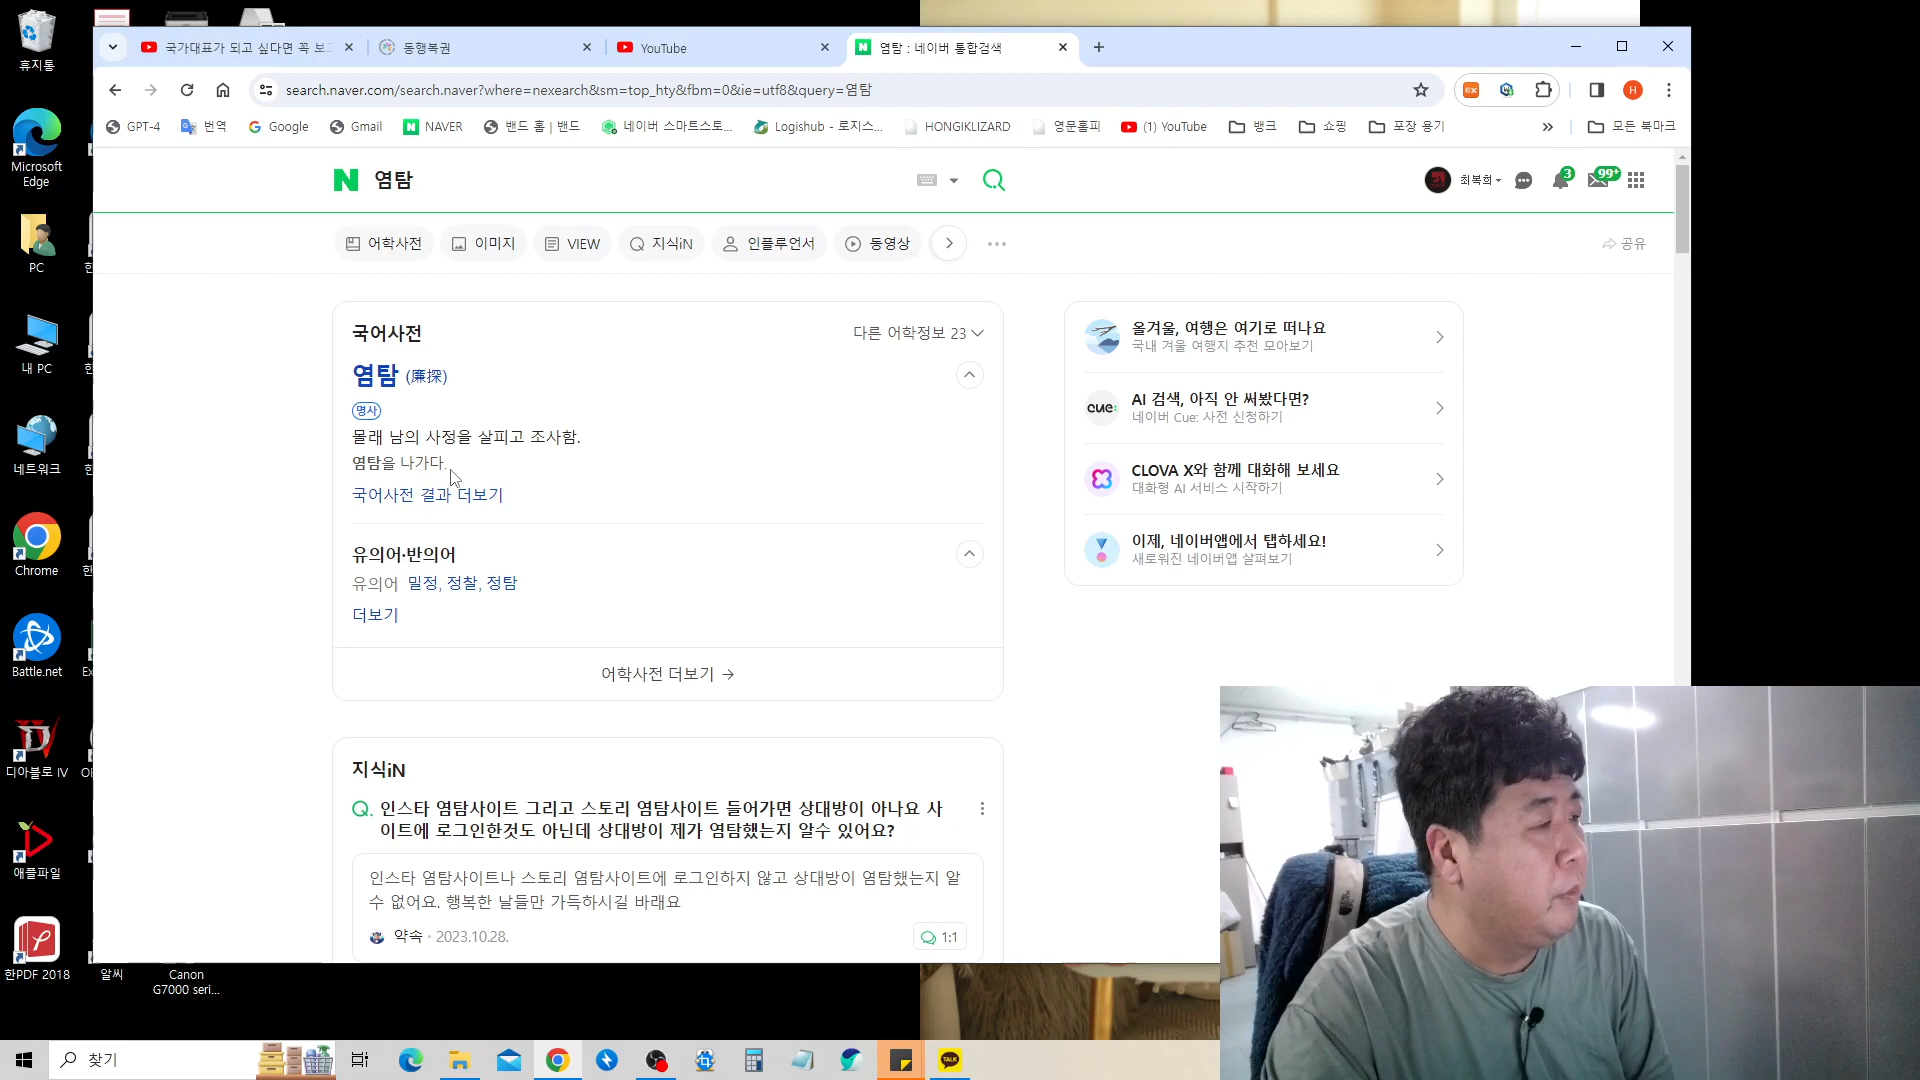 국가대표가 되고 싶다면 꼭 보
동행복권
YouTube
염탐 : 네이버 통합검색
search.naver.com/search.naver?where=nexearch&sm=top_hty&fbm=0&ie=utf8&query=염탐
GPT-4
번역
Google
Gmail
NAVER
밴드 홈 | 밴드
네이버 스마트스토...
Logishub - 로지스...
HONGIKLIZARD
영문홈피
(1) YouTube
뱅크
쇼핑
포장 용기
모든 북마크
염탐
최복희
3
99+
어학사전
이미지
VIEW
지식iN
인플루언서
동영상
공유
국어사전
다른 어학정보 23
염탐 (廉探)
명사
몰래 남의 사정을 살피고 조사함.
염탐을 나가다.
국어사전 결과 더보기
유의어·반의어
유의어 밀정, 정찰, 정탐
더보기
어학사전 더보기 →
지식iN
Q. 인스타 염탐사이트 그리고 스토리 염탐사이트 들어가면 상대방이 아나요 사
이트에 로그인한것도 아닌데 상대방이 제가 염탐했는지 알수 있어요?
인스타 염탐사이트나 스토리 염탐사이트에 로그인하지 않고 상대방이 염탐했는지 알
수 없어요. 행복한 날들만 가득하시길 바래요
약속 · 2023.10.28.
1:1
올겨울, 여행은 여기로 떠나요
국내 겨울 여행지 추천 모아보기
cue:
AI 검색, 아직 안 써봤다면?
네이버 Cue: 사전 신청하기
CLOVA X와 함께 대화해 보세요
대화형 AI 서비스 시작하기
이제, 네이버앱에서 탭하세요!
새로워진 네이버앱 살펴보기
휴지통
Microsoft
Edge
PC
내 PC
네트워크
Chrome
Battle.net
디아블로 IV
애플파일
한PDF 2018
알씨
Canon
G7000 seri...
찾기
TALK